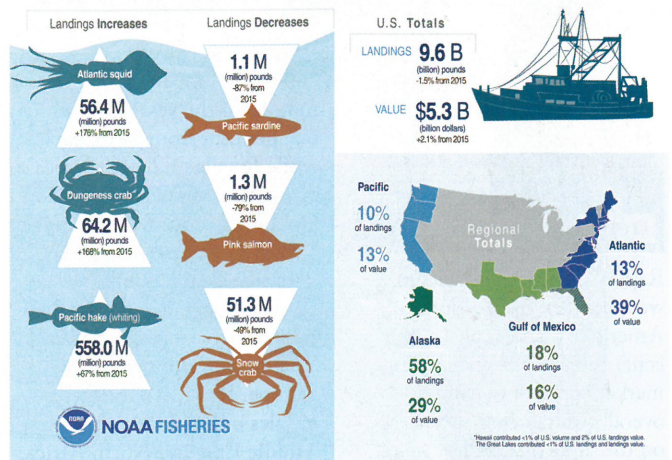 Landings Increases
Landings Decreases
Atlantic squid
56.4 M
(million) pounds
+176% from 2015
1.1 M
(million) pounds
-87% from
2015
Pacific sardine
Dungeness crab
64.2 M
(million) pounds
+168% from 2015
1.3 M
(million) pounds
-79% from
2015
Pink salmon
Pacific hake (whiting)
558.0 M
(million) pounds
+67% from 2015
51.3 M
(million) pounds
-49% from
2015
Snow
crab
NOAA
NOAA FISHERIES
U.S. Totals
LANDINGS 9.6 B
(billion) pounds
-1.5% from 2015
VALUE $5.3 B
(billion dollars)
+2.1% from 2015
Regional
Totals
Pacific
10%
of landings
13%
of value
Atlantic
13%
of landings
39%
of value
Alaska
58%
of landings
29%
of value
Gulf of Mexico
18%
of landings
16%
of value
*Hawaii contributed <1% of U.S. volume and 2% of U.S. landings value.
The Great Lakes contributed <1% of U.S. landings and landings value.